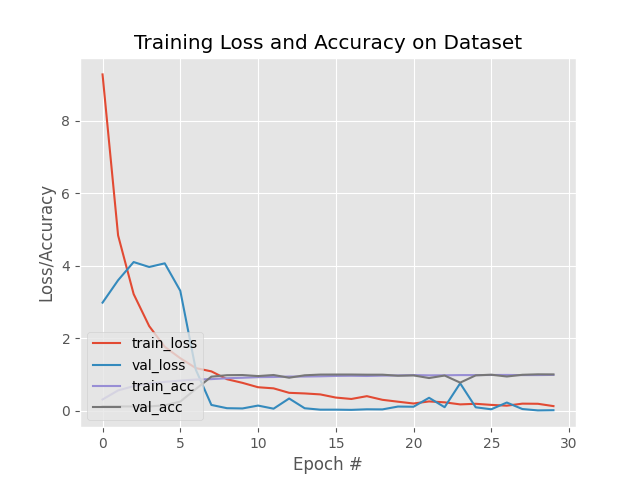 Training Loss and Accuracy on Dataset
Loss/Accuracy
8
6
4
2
0
train_loss
val_loss
train_acc
val_acc
0 5 10 15 20 25 30
Epoch #